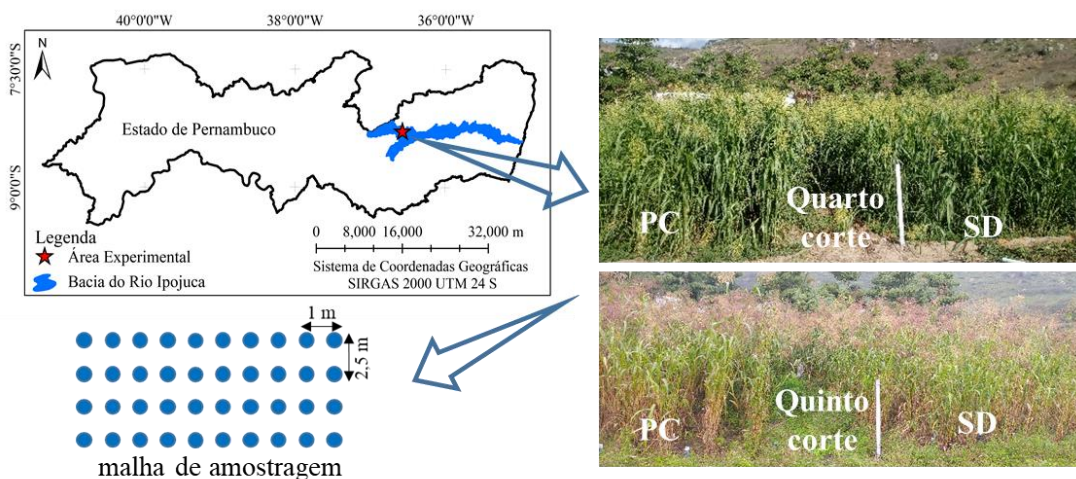 40°0'0"W 38°0'0"W 36°0'0"W
7°30'0"S
N
Estado de Pernambuco
9°0'0"S
Legenda
Área Experimental
Bacia do Rio Ipojuca
0 8,000 16,000 32,000 m
Sistema de Coordenadas Geográficas
SIRGAS 2000 UTM 24 S
PC
Quarto
corte
SD
1 m
2,5 m
malha de amostragem
PC
Quinto
corte
SD